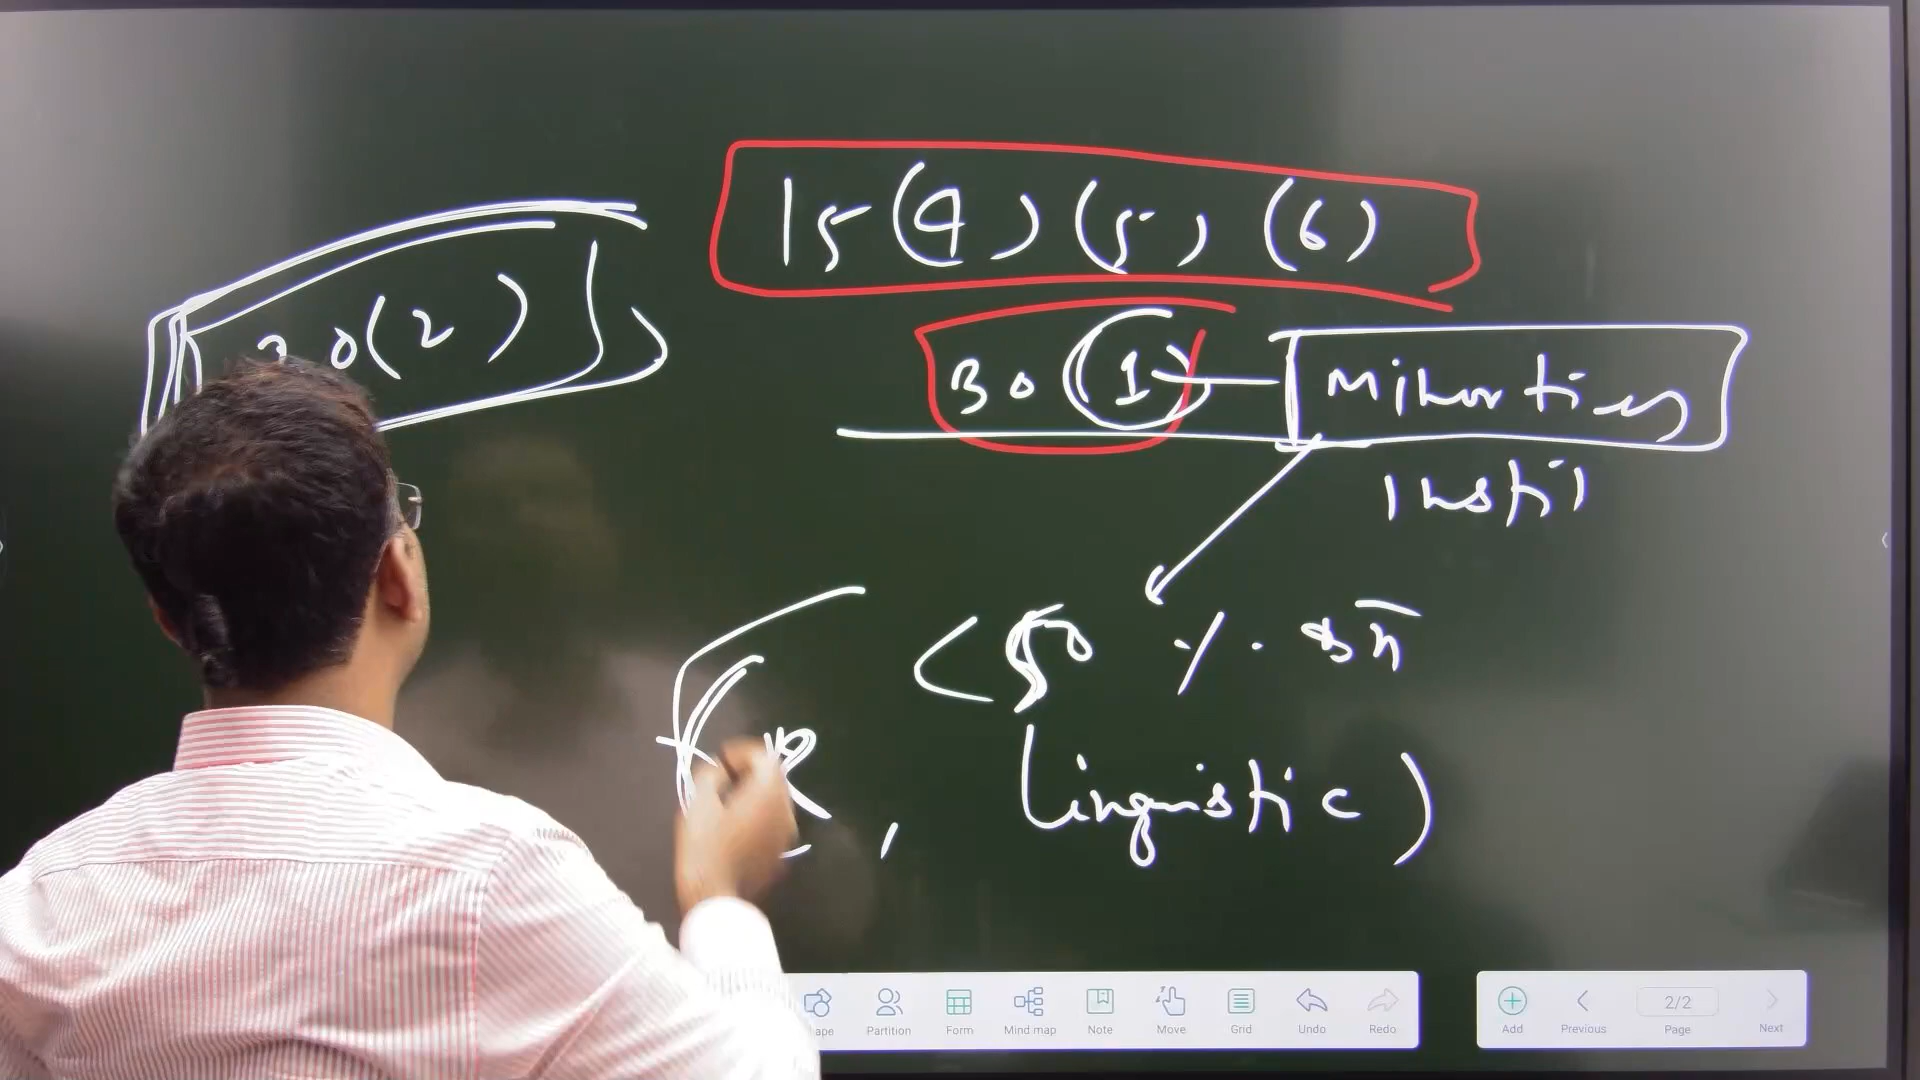 15(4) (5) (6)
30(2)
30(1) — Minorties
Insti
(50 %.
R, Linguistic)
Partition Form Mind map Note Move Grid Undo Redo
Add Previous 2/2 Page Next